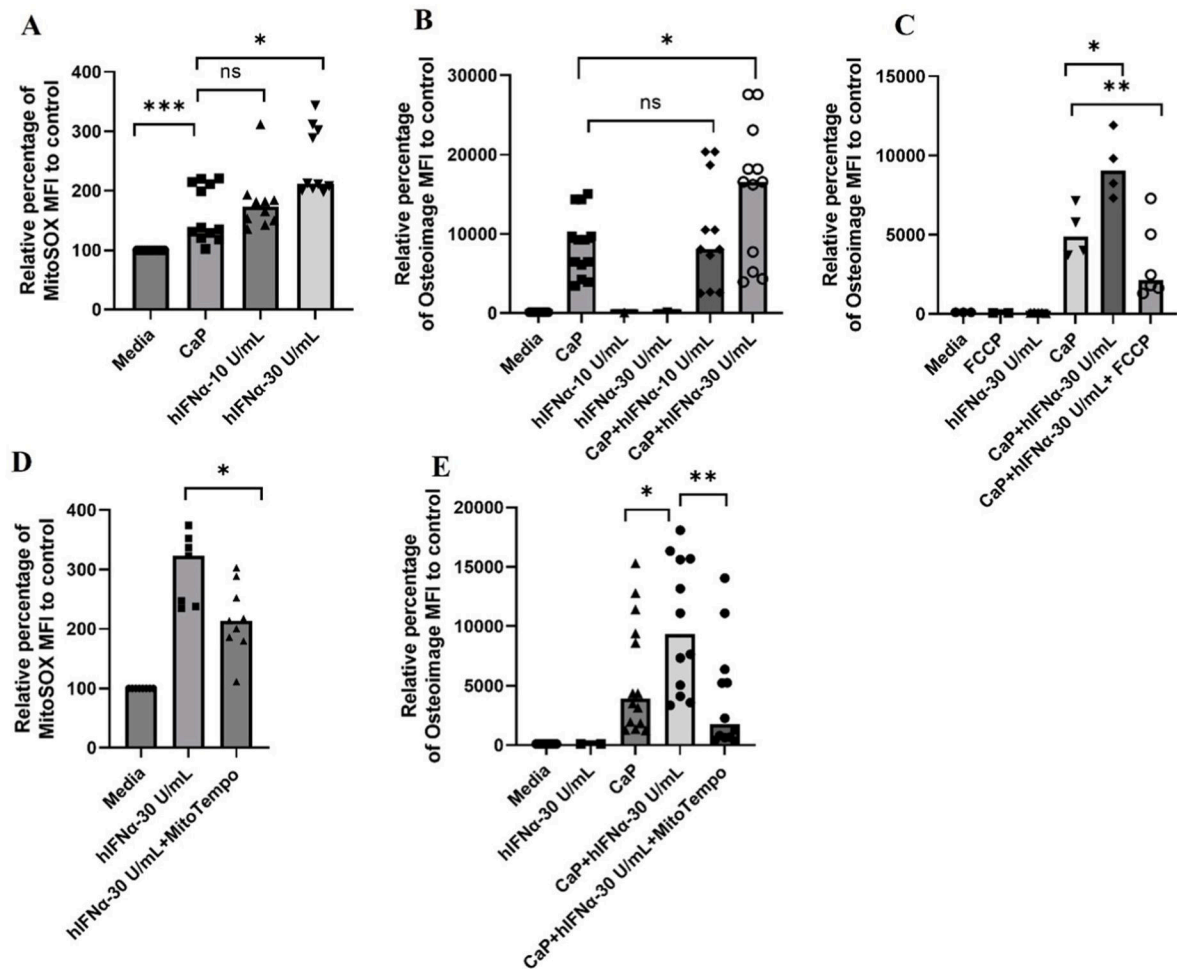 A
Relative percentage of
MitoSOX MFI to control
400
300
200
100
0
***
ns
*
Media
CaP
hIFNα-10 U/mL
hIFNα-30 U/mL
B
Relative percentage
of Osteoimage MFI to control
30000
20000
10000
0
*
ns
Media
CaP
hIFNα-10 U/mL
hIFNα-30 U/mL
CaP+hIFNα-10 U/mL
CaP+hIFNα-30 U/mL
C
Relative percentage
of Osteoimage MFI to control
15000
10000
5000
0
*
**
Media
FCCP
hIFNα-30 U/mL
CaP
CaP+hIFNα-30 U/mL
CaP+hIFNα-30 U/mL+ FCCP
D
Relative percentage of
MitoSOX MFI to control
400
300
200
100
0
*
Media
hIFNα-30 U/mL
hIFNα-30 U/mL+MitoTempo
E
Relative percentage
of Osteoimage MFI to control
20000
15000
10000
5000
0
*
**
Media
hIFNα-30 U/mL
CaP
CaP+hIFNα-30 U/mL
CaP+hIFNα-30 U/mL+MitoTempo